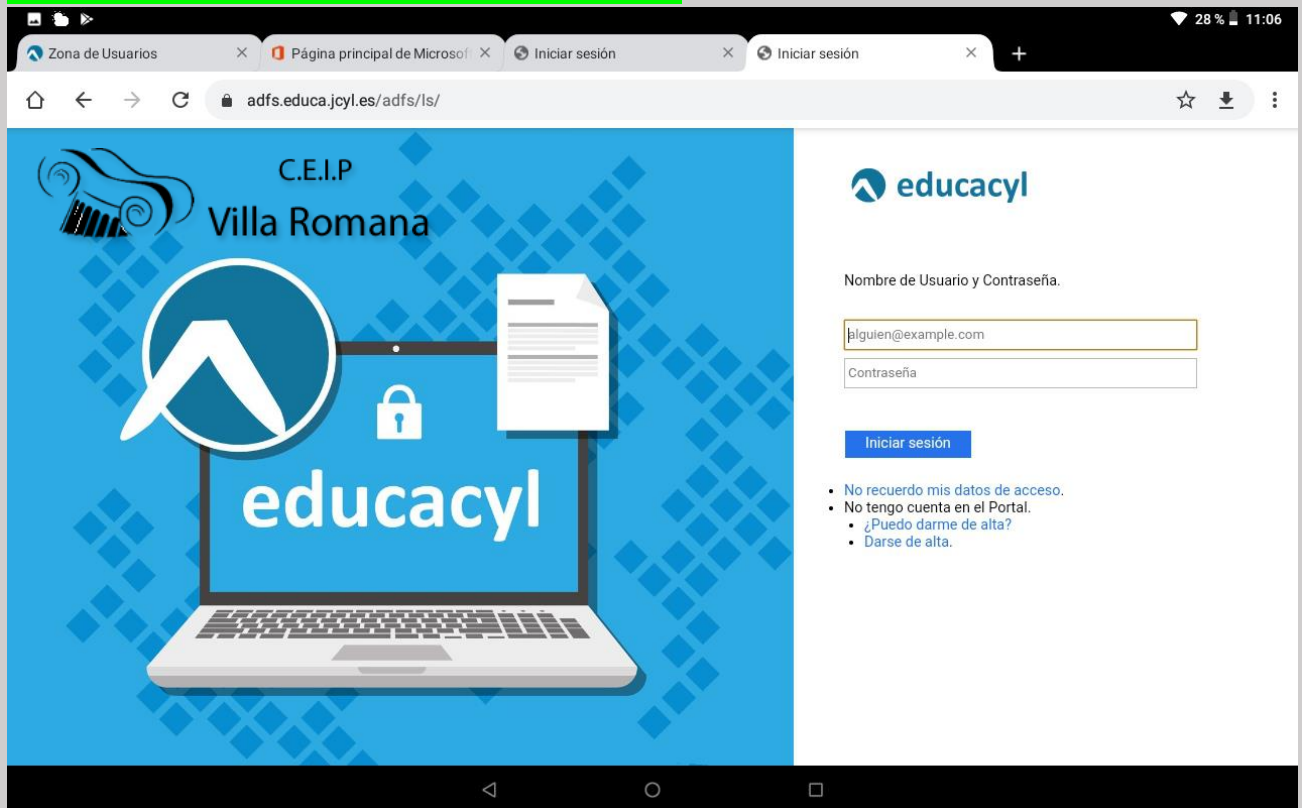 28 % 11:06
Zona de Usuarios
Página principal de Microsof
Iniciar sesión
Iniciar sesión
adfs.educa.jcyl.es/adfs/ls/
C.E.I.P
Villa Romana
educacyl
educacyl
Nombre de Usuario y Contraseña.
alguien@example.com
Contraseña
Iniciar sesión
No recuerdo mis datos de acceso.
No tengo cuenta en el Portal.
¿Puedo darme de alta?
Darse de alta.